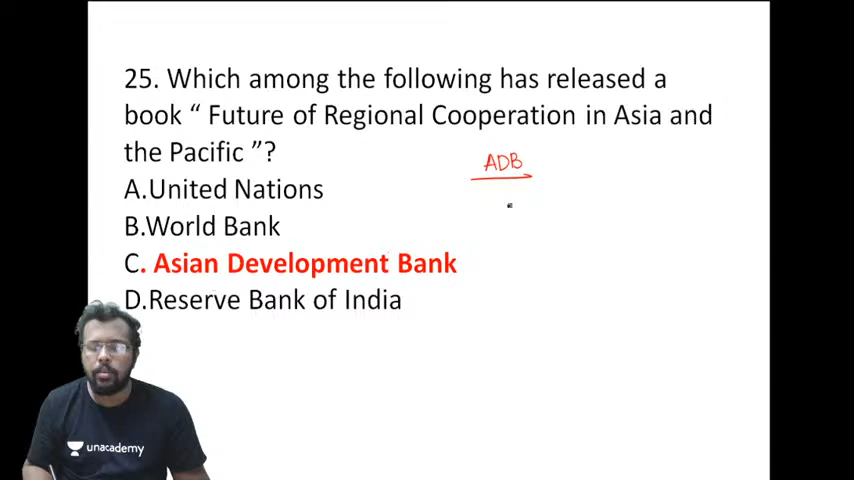 25. Which among the following has released a
book “ Future of Regional Cooperation in Asia and
the Pacific ”?
ADB
A.United Nations
B.World Bank
C. Asian Development Bank
D.Reserve Bank of India
unacademy